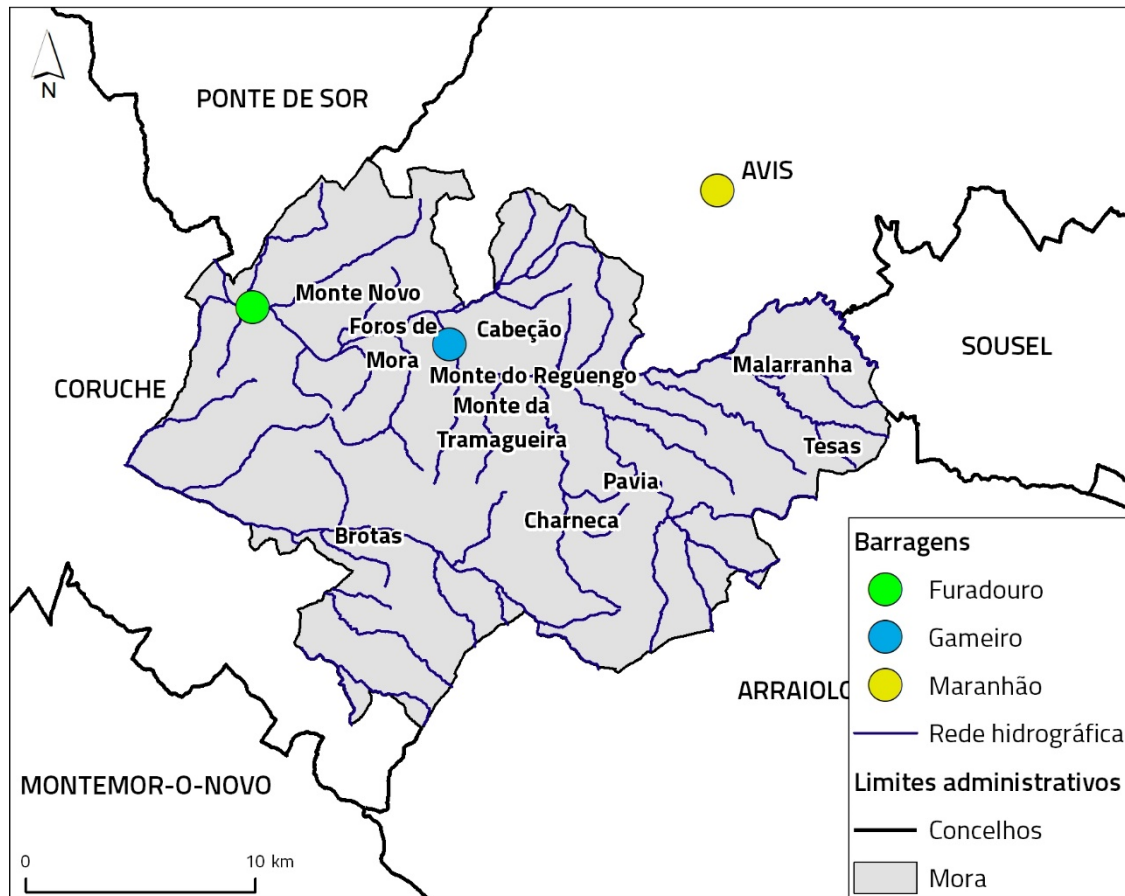 N
PONTE DE SOR
AVIS
Monte Novo
Foros de
Mora
Cabeção
SOUSEL
Malarranha
CORUCHE
Monte do Reguengo
Monte da
Tramagueira
Tesas
Pavia
Charneca
Brotas
ARRAIOLO
MONTEMOR-O-NOVO
0 10 km
Barragens
Furadouro
Gameiro
Maranhão
Rede hidrográfica
Limites administrativos
Concelhos
Mora